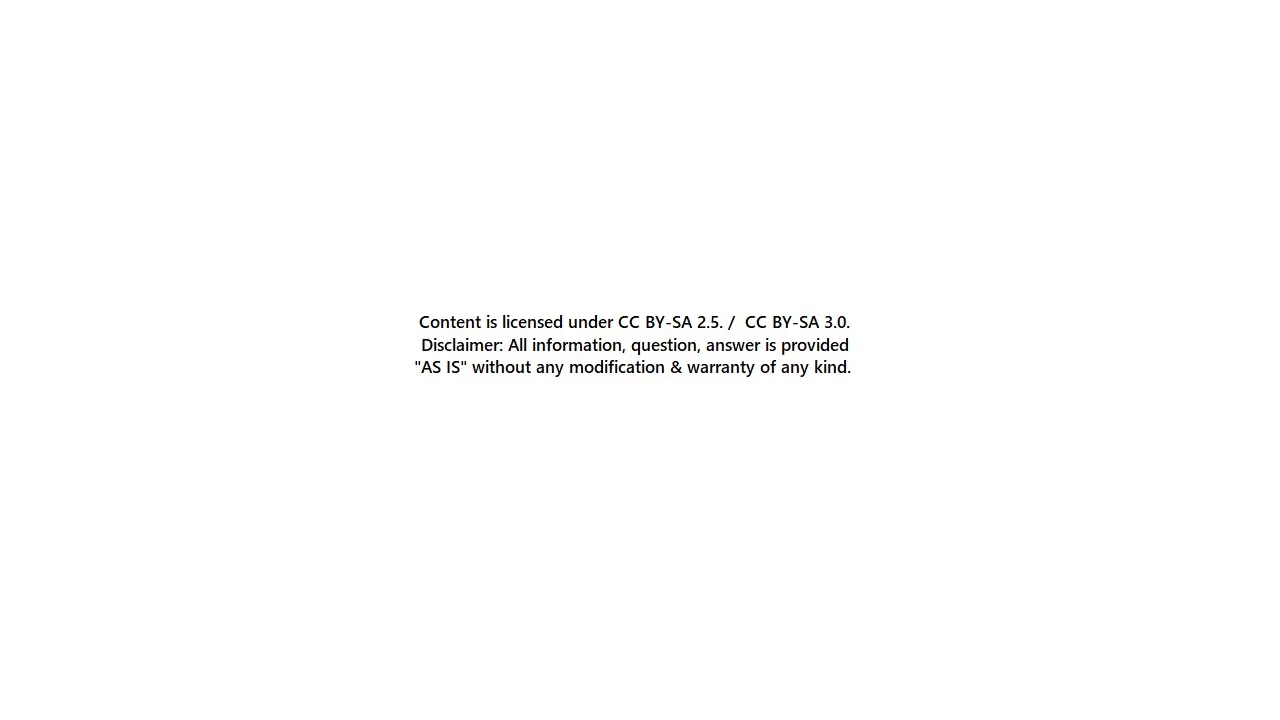 Content is licensed under CC BY-SA 2.5. /  CC BY-SA 3.0.
Disclaimer: All information, question, answer is provided
"AS IS" without any modification & warranty of any kind.